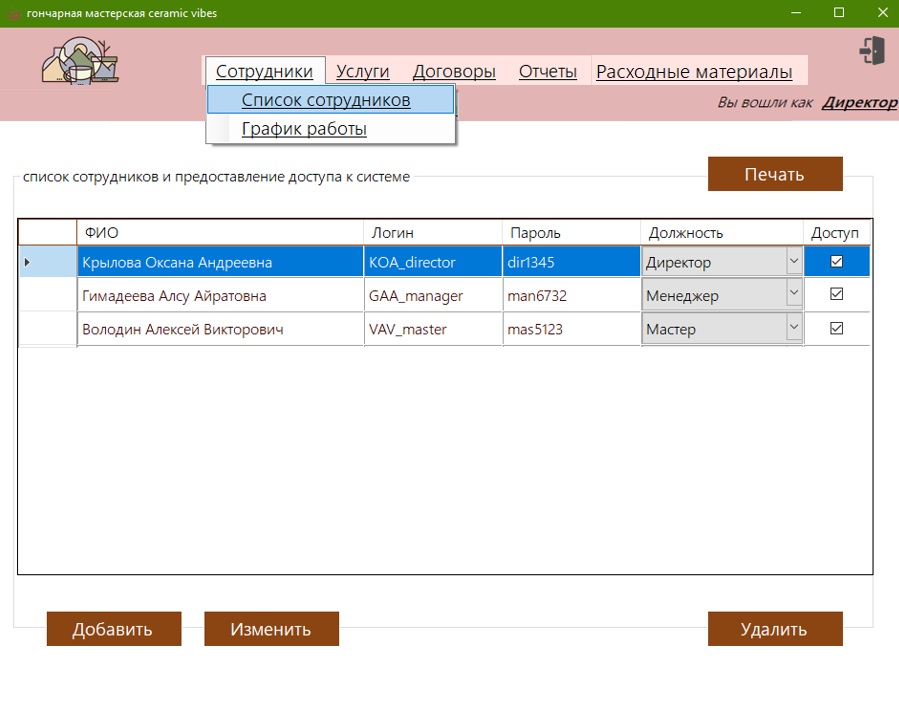 гончарная мастерская ceramic vibes
Сотрудники Услуги Договоры Отчеты Расходные материалы
Список сотрудников
График работы
Вы вошли как Директор
список сотрудников и предоставление доступа к системе
Печать
ФИО Логин Пароль Должность Доступ
Крылова Оксана Андреевна KOA_director dir1345 Директор
Гимадеева Алсу Айратовна GAA_manager man6732 Менеджер
Володин Алексей Викторович VAV_master mas5123 Мастер
Добавить Изменить Удалить